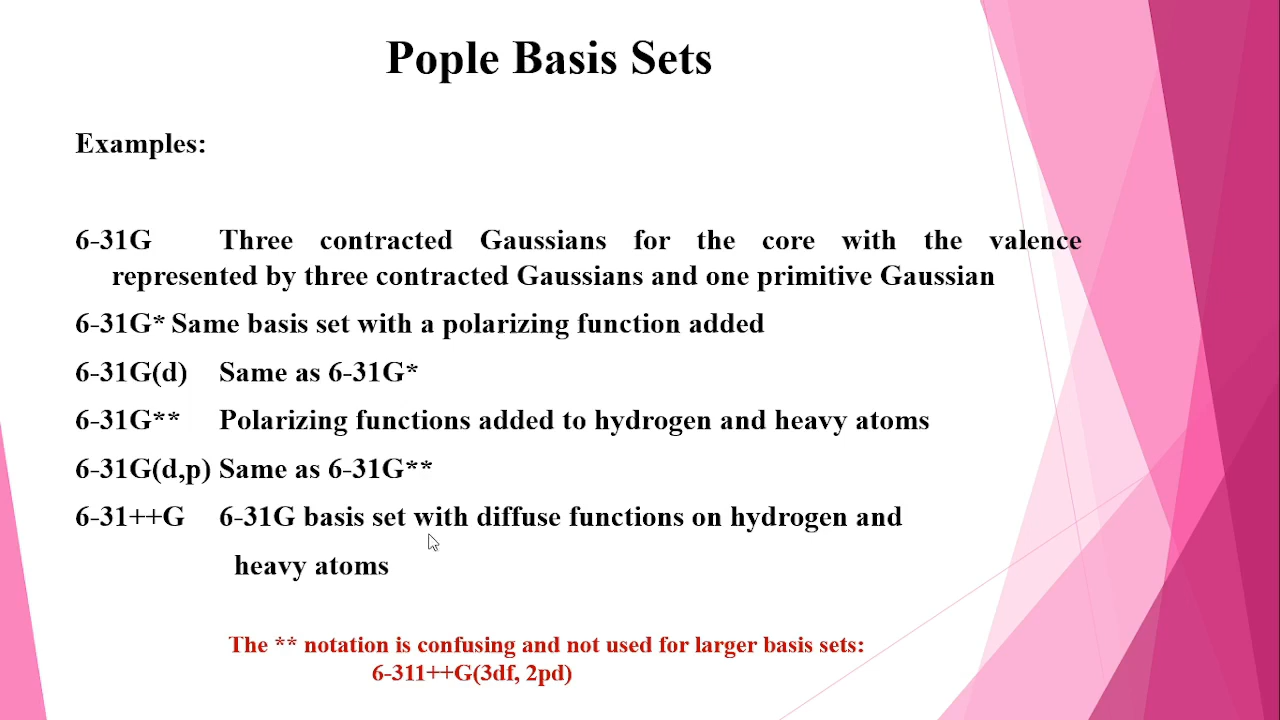 Pople Basis Sets
Examples:
6-31G Three contracted Gaussians for the core with the valence
represented by three contracted Gaussians and one primitive Gaussian
6-31G* Same basis set with a polarizing function added
6-31G(d) Same as 6-31G*
6-31G** Polarizing functions added to hydrogen and heavy atoms
6-31G(d,p) Same as 6-31G**
6-31++G 6-31G basis set with diffuse functions on hydrogen and
heavy atoms
The ** notation is confusing and not used for larger basis sets:
6-311++G(3df, 2pd)